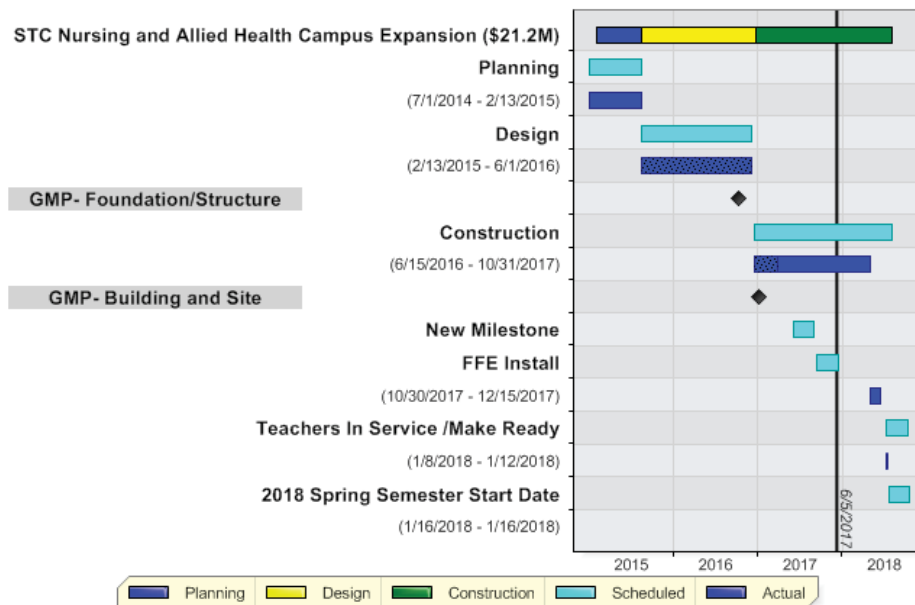 STC Nursing and Allied Health Campus Expansion ($21.2M)
Planning
(7/1/2014 - 2/13/2015)
Design
(2/13/2015 - 6/1/2016)
GMP- Foundation/Structure
Construction
(6/15/2016 - 10/31/2017)
GMP- Building and Site
New Milestone
FFE Install
(10/30/2017 - 12/15/2017)
Teachers In Service /Make Ready
(1/8/2018 - 1/12/2018)
2018 Spring Semester Start Date
(1/16/2018 - 1/16/2018)
6/5/2017
2015 2016 2017 2018
Planning Design Construction Scheduled Actual